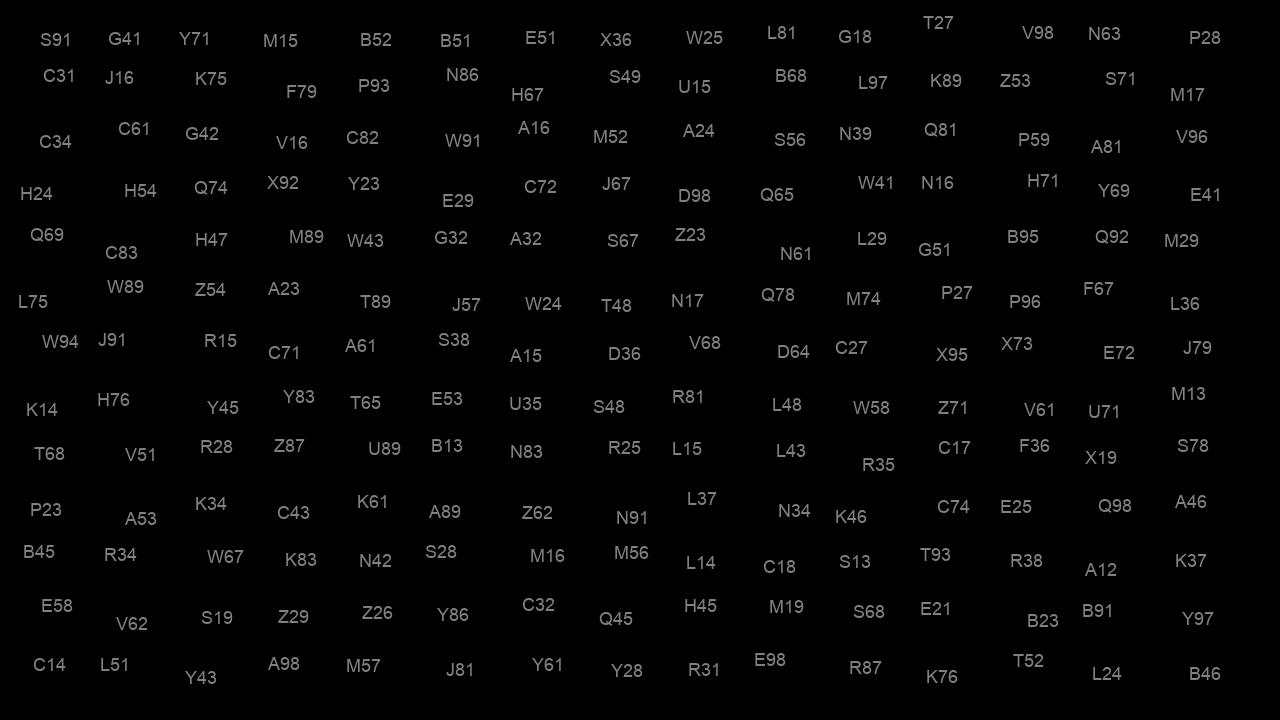 S91 G41 Y71 M15 B52 B51 E51 X36 W25 L81 G18 T27 V98 N63 P28
C31 J16 K75 F79 P93 N86 H67 S49 U15 B68 L97 K89 Z53 S71 M17
C34 C61 G42 V16 C82 W91 A16 M52 A24 S56 N39 Q81 P59 A81 V96
H24 H54 Q74 X92 Y23 E29 C72 J67 D98 Q65 W41 N16 H71 Y69 E41
Q69 C83 H47 M89 W43 G32 A32 S67 Z23 N61 L29 G51 B95 Q92 M29
L75 W89 Z54 A23 T89 J57 W24 T48 N17 Q78 M74 P27 P96 F67 L36
W94 J91 R15 C71 A61 S38 A15 D36 V68 D64 C27 X95 X73 E72 J79
K14 H76 Y45 Y83 T65 E53 U35 S48 R81 L48 W58 Z71 V61 U71 M13
T68 V51 R28 Z87 U89 B13 N83 R25 L15 L43 R35 C17 F36 X19 S78
P23 A53 K34 C43 K61 A89 Z62 N91 L37 N34 K46 C74 E25 Q98 A46
B45 R34 W67 K83 N42 S28 M16 M56 L14 C18 S13 T93 R38 A12 K37
E58 V62 S19 Z29 Z26 Y86 C32 Q45 H45 M19 S68 E21 B23 B91 Y97
C14 L51 Y43 A98 M57 J81 Y61 Y28 R31 E98 R87 K76 T52 L24 B46